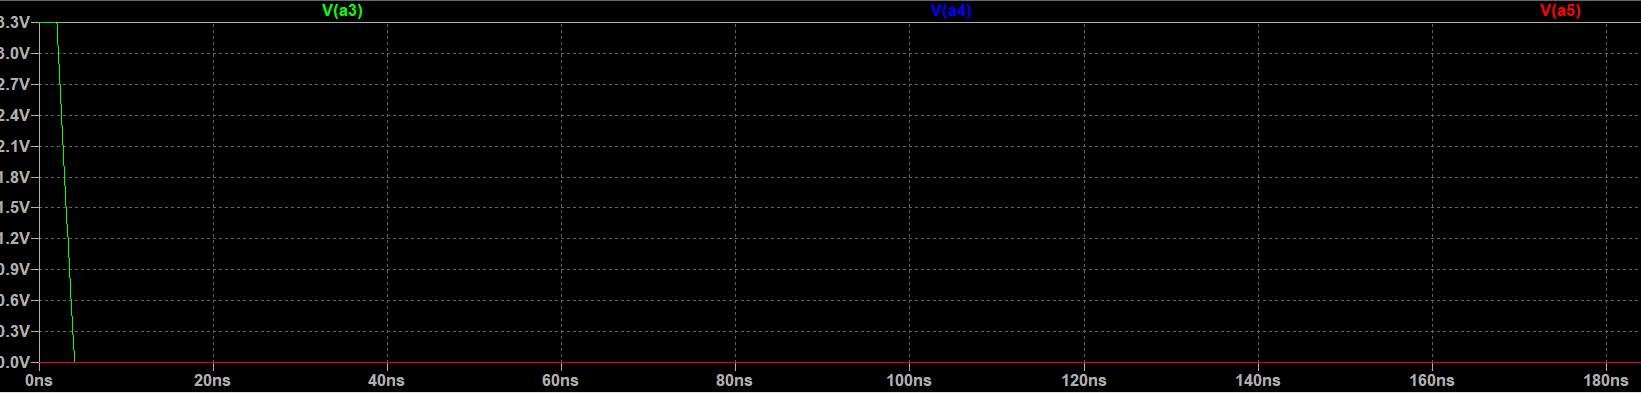 V(a3) V(a4) V(a5)
3.3V
3.0V
2.7V
2.4V
2.1V
1.8V
1.5V
1.2V
0.9V
0.6V
0.3V
0.0V
0ns 20ns 40ns 60ns 80ns 100ns 120ns 140ns 160ns 180ns